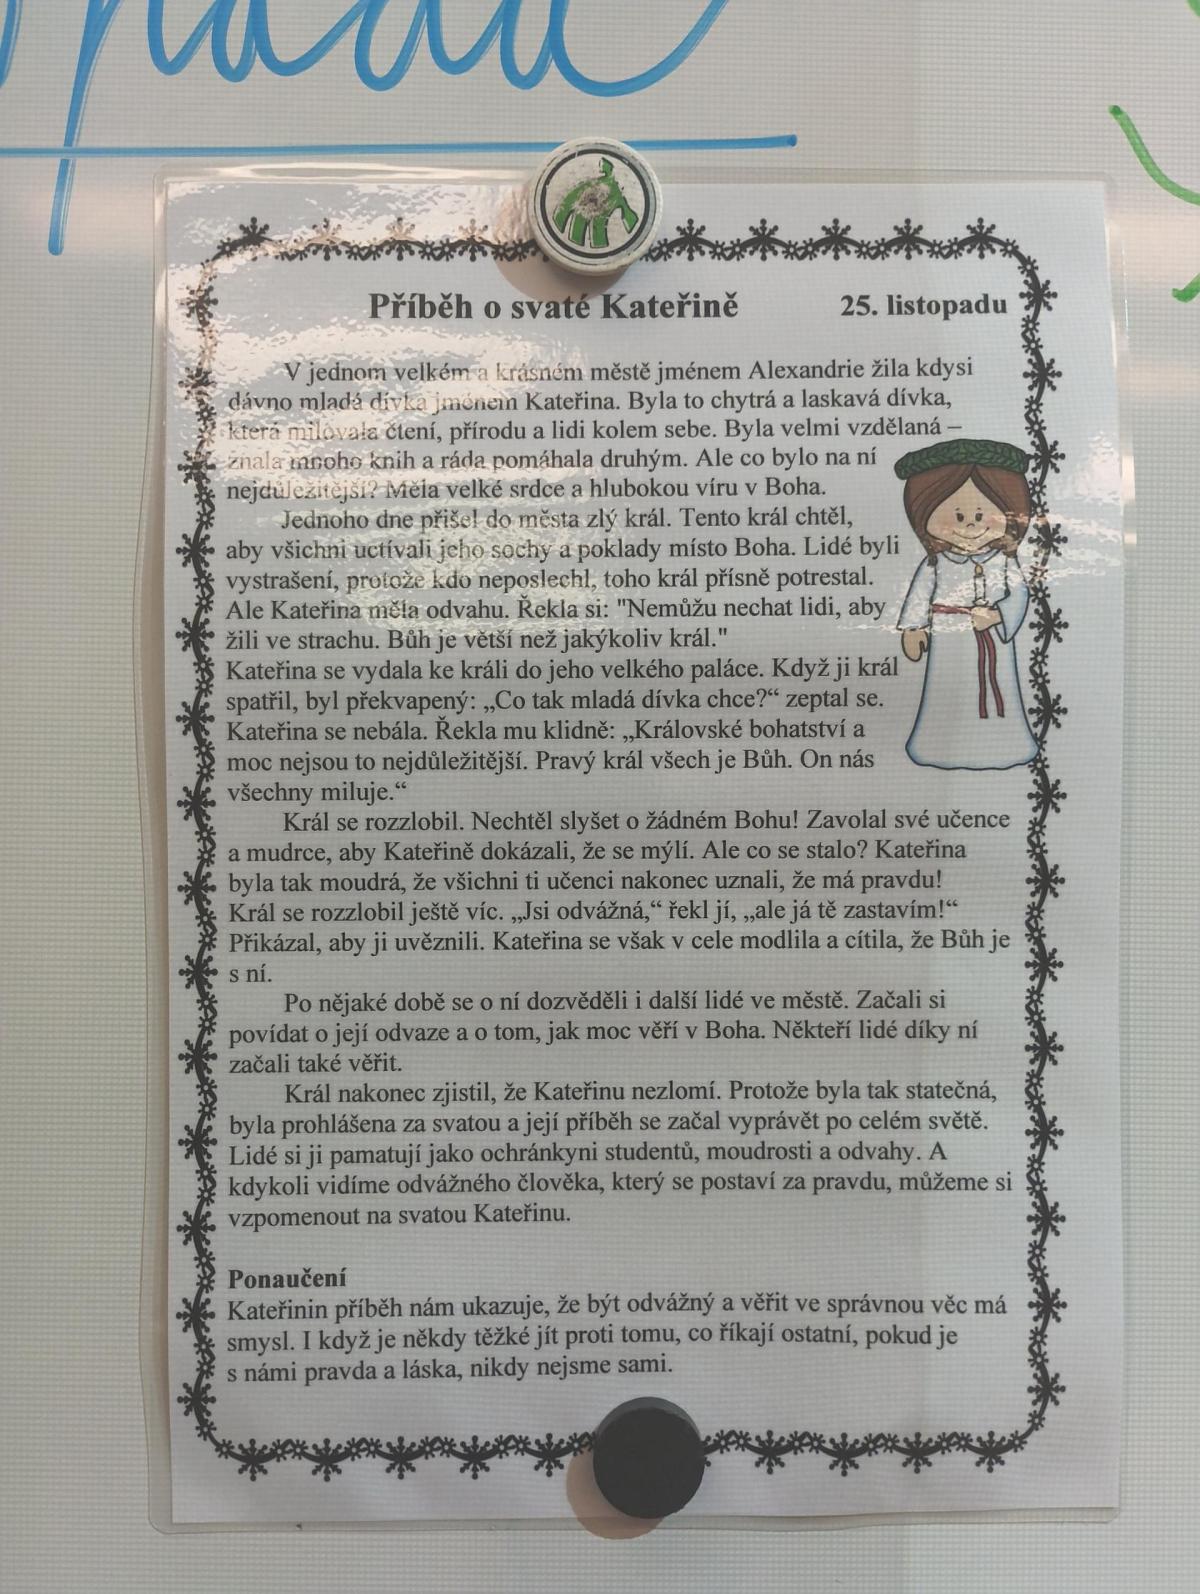 Příběh o svaté Kateřině 25. listopadu
V jednom velkém a krásném městě jménem Alexandrie žila kdysi
dávno mladá dívka jménem Kateřina. Byla to chytrá a laskavá dívka,
která milovala čtení, přírodu a lidi kolem sebe. Byla velmi vzdělaná –
znala mnoho knih a ráda pomáhala druhým. Ale co bylo na ní
nejdůležitější? Měla velké srdce a hlubokou víru v Boha.
Jednoho dne přišel do města zlý král. Tento král chtěl,
aby všichni uctívali jeho sochy a poklady místo Boha. Lidé byli
vystrašení, protože kdo neposlechl, toho král přísně potrestal.
Ale Kateřina měla odvahu. Řekla si: "Nemůžu nechat lidi, aby
žili ve strachu. Bůh je větší než jakýkoliv král."
Kateřina se vydala ke králi do jeho velkého paláce. Když ji král
spatřil, byl překvapený: „Co tak mladá dívka chce?“ zeptal se.
Kateřina se nebála. Řekla mu klidně: „Královské bohatství a
moc nejsou to nejdůležitější. Pravý král všech je Bůh. On nás
všechny miluje.“
Král se rozzlobil. Nechtěl slyšet o žádném Bohu! Zavolal své učence
a mudrce, aby Kateřině dokázali, že se mýlí. Ale co se stalo? Kateřina
byla tak moudrá, že všichni ti učenci nakonec uznali, že má pravdu!
Král se rozzlobil ještě víc. „Jsi odvážná,“ řekl jí, „ale já tě zastavím!“
Přikázal, aby ji uvěznili. Kateřina se však v cele modlila a cítila, že Bůh je
s ní.
Po nějaké době se o ní dozvěděli i další lidé ve městě. Začali si
povídat o její odvaze a o tom, jak moc věří v Boha. Někteří lidé díky ní
začali také věřit.
Král nakonec zjistil, že Kateřinu nezlomí. Protože byla tak statečná,
byla prohlášena za svatou a její příběh se začal vyprávět po celém světě.
Lidé si ji pamatují jako ochránkyni studentů, moudrosti a odvahy. A
kdykoli vidíme odvážného člověka, který se postaví za pravdu, můžeme si
vzpomenout na svatou Kateřinu.
Ponaučení
Kateřinin příběh nám ukazuje, že být odvážný a věřit ve správnou věc má
smysl. I když je někdy těžké jít proti tomu, co říkají ostatní, pokud je
s námi pravda a láska, nikdy nejsme sami.